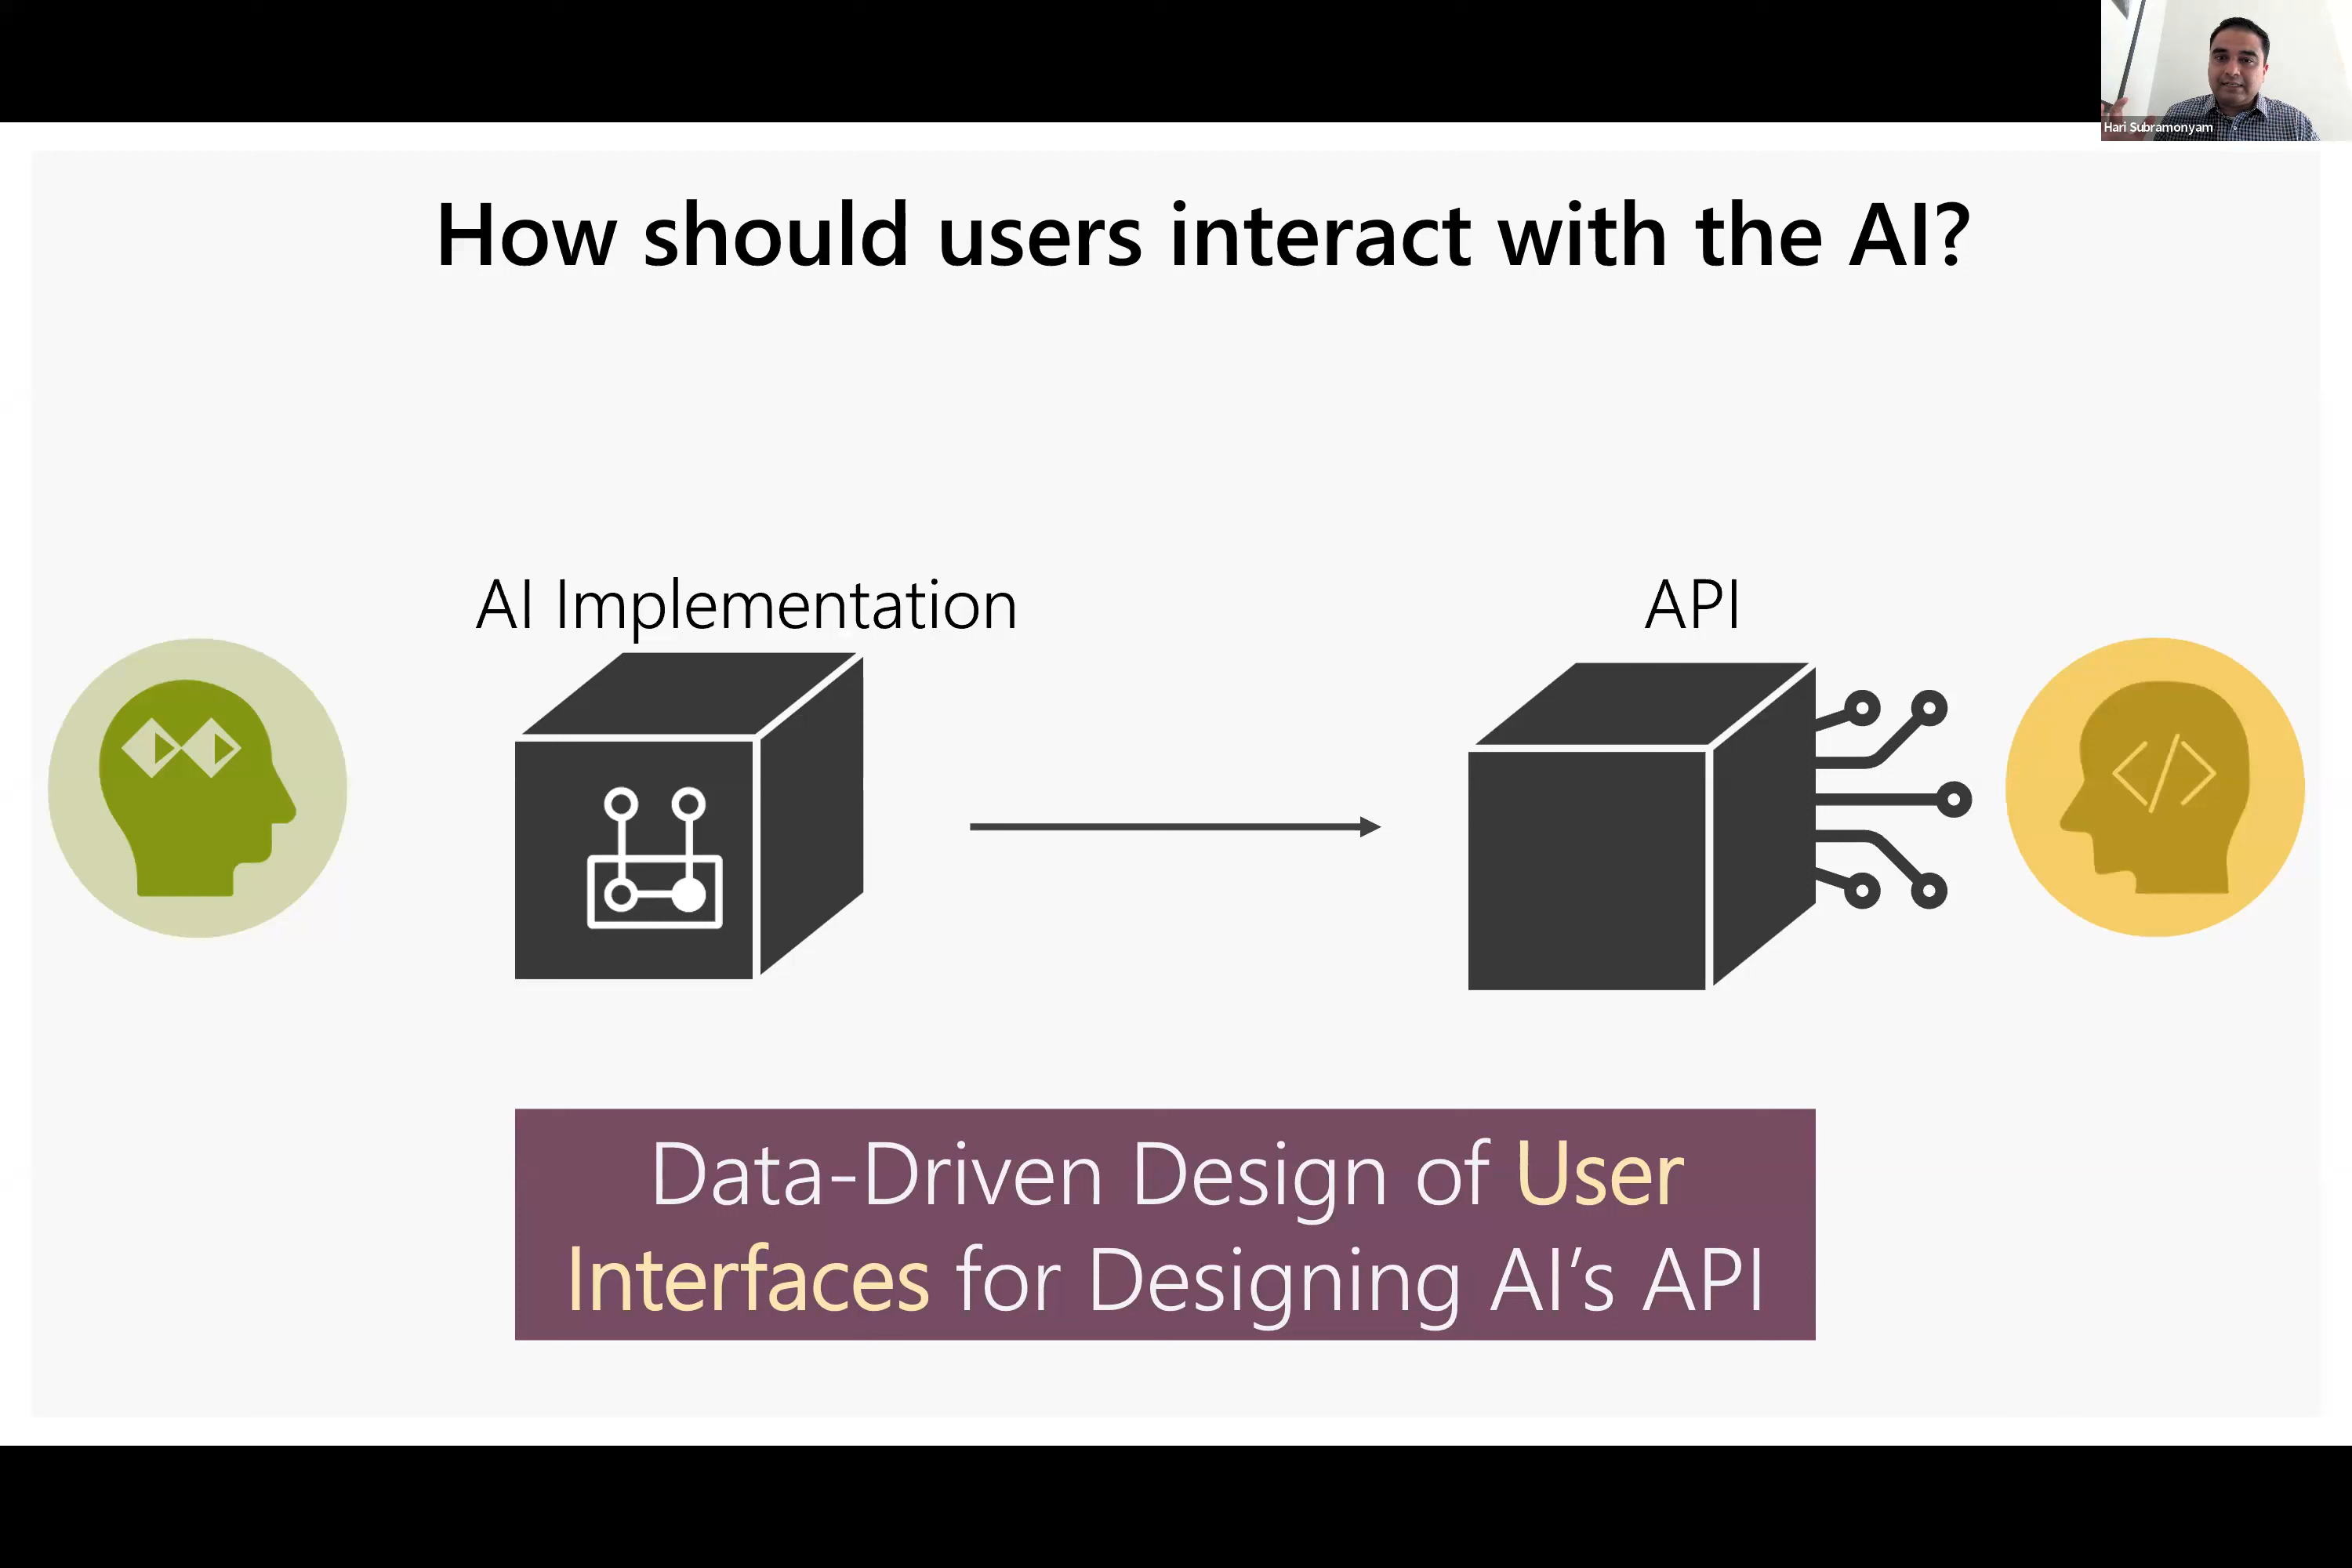 Hari Subramonyam
How should users interact with the AI?
AI Implementation
API
Data-Driven Design of User
Interfaces for Designing AI’s API